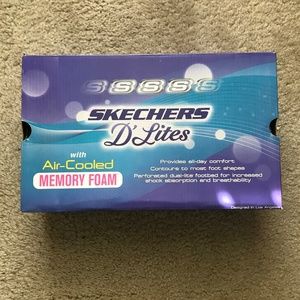 SSSSS
SKECHERS
D'Lites
with
Air-Cooled
MEMORY FOAM
Provides all-day comfort
Contours to most foot shapes
Perforated dual-lite footbed for increased
shock absorption and breathability
Designed in Los Angeles